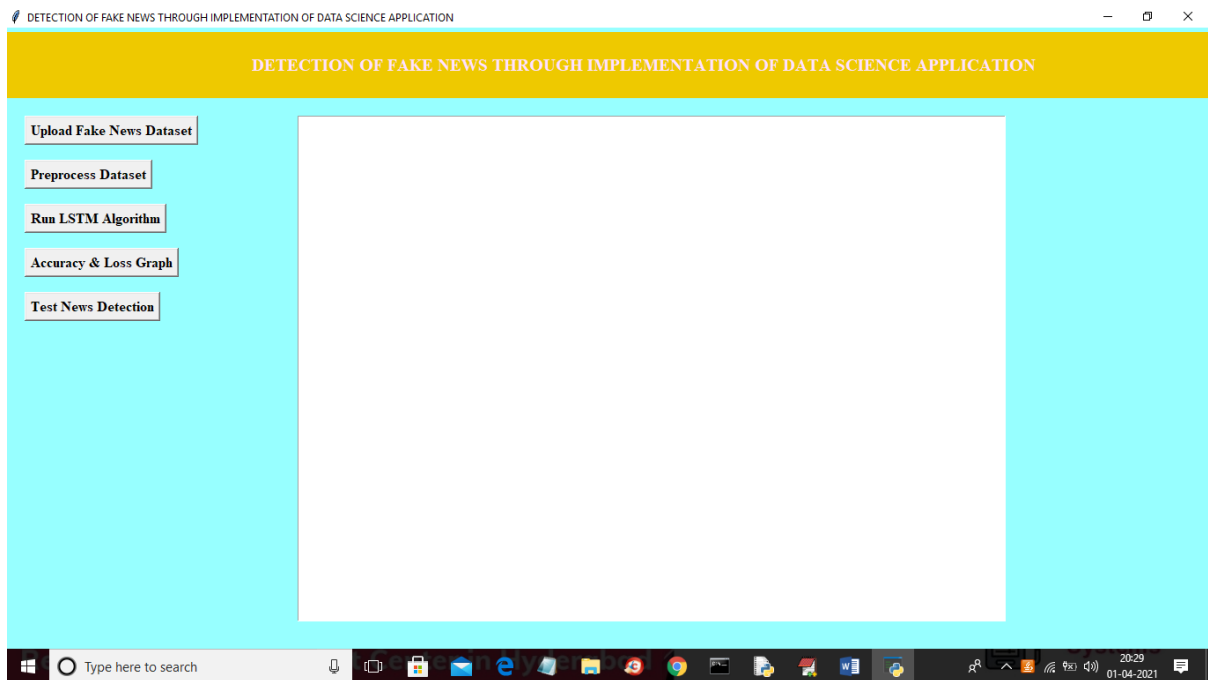 DETECTION OF FAKE NEWS THROUGH IMPLEMENTATION OF DATA SCIENCE APPLICATION
DETECTION OF FAKE NEWS THROUGH IMPLEMENTATION OF DATA SCIENCE APPLICATION
Upload Fake News Dataset
Preprocess Dataset
Run LSTM Algorithm
Accuracy & Loss Graph
Test News Detection
Type here to search
20:29
01-04-2021